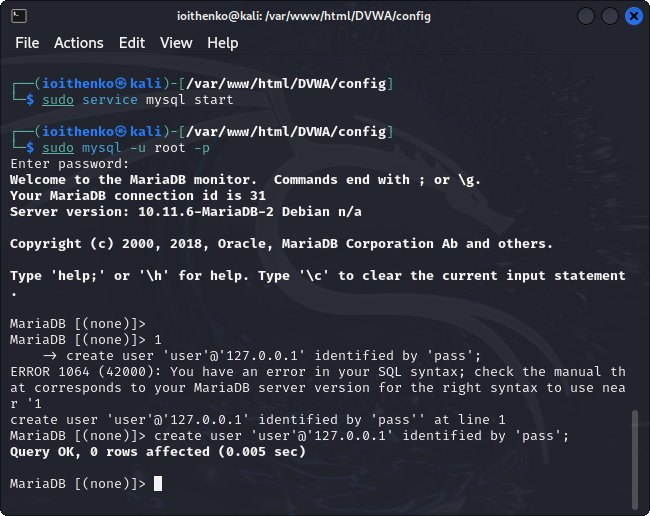 ioithenko@kali: /var/www/html/DVWA/config
File Actions Edit View Help
┌──(ioithenko㉿kali)-[/var/www/html/DVWA/config]
└─$ sudo service mysql start
┌──(ioithenko㉿kali)-[/var/www/html/DVWA/config]
└─$ sudo mysql -u root -p
Enter password:
Welcome to the MariaDB monitor.  Commands end with ; or \g.
Your MariaDB connection id is 31
Server version: 10.11.6-MariaDB-2 Debian n/a
Copyright (c) 2000, 2018, Oracle, MariaDB Corporation Ab and others.
Type 'help;' or '\h' for help. Type '\c' to clear the current input statement
.
MariaDB [(none)]>
MariaDB [(none)]> 1
    -> create user 'user'@'127.0.0.1' identified by 'pass';
ERROR 1064 (42000): You have an error in your SQL syntax; check the manual th
at corresponds to your MariaDB server version for the right syntax to use nea
r '1
create user 'user'@'127.0.0.1' identified by 'pass'' at line 1
MariaDB [(none)]> create user 'user'@'127.0.0.1' identified by 'pass';
Query OK, 0 rows affected (0.005 sec)
MariaDB [(none)]>